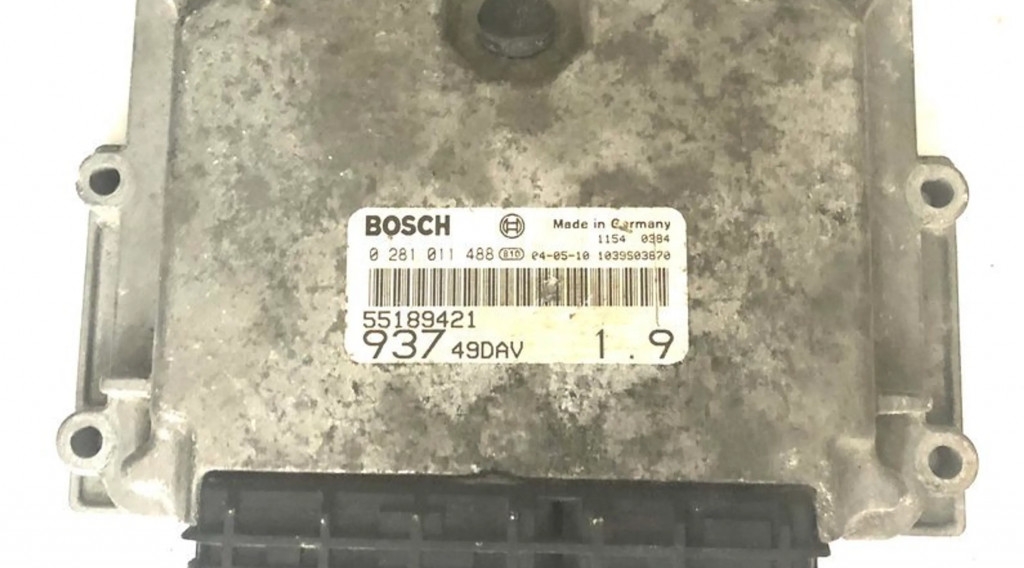 BOSCH Made in Germany
1154 0384
0 281 011 488 81D 04-05-10 1039S03870
55189421
937 49DAV 1.9